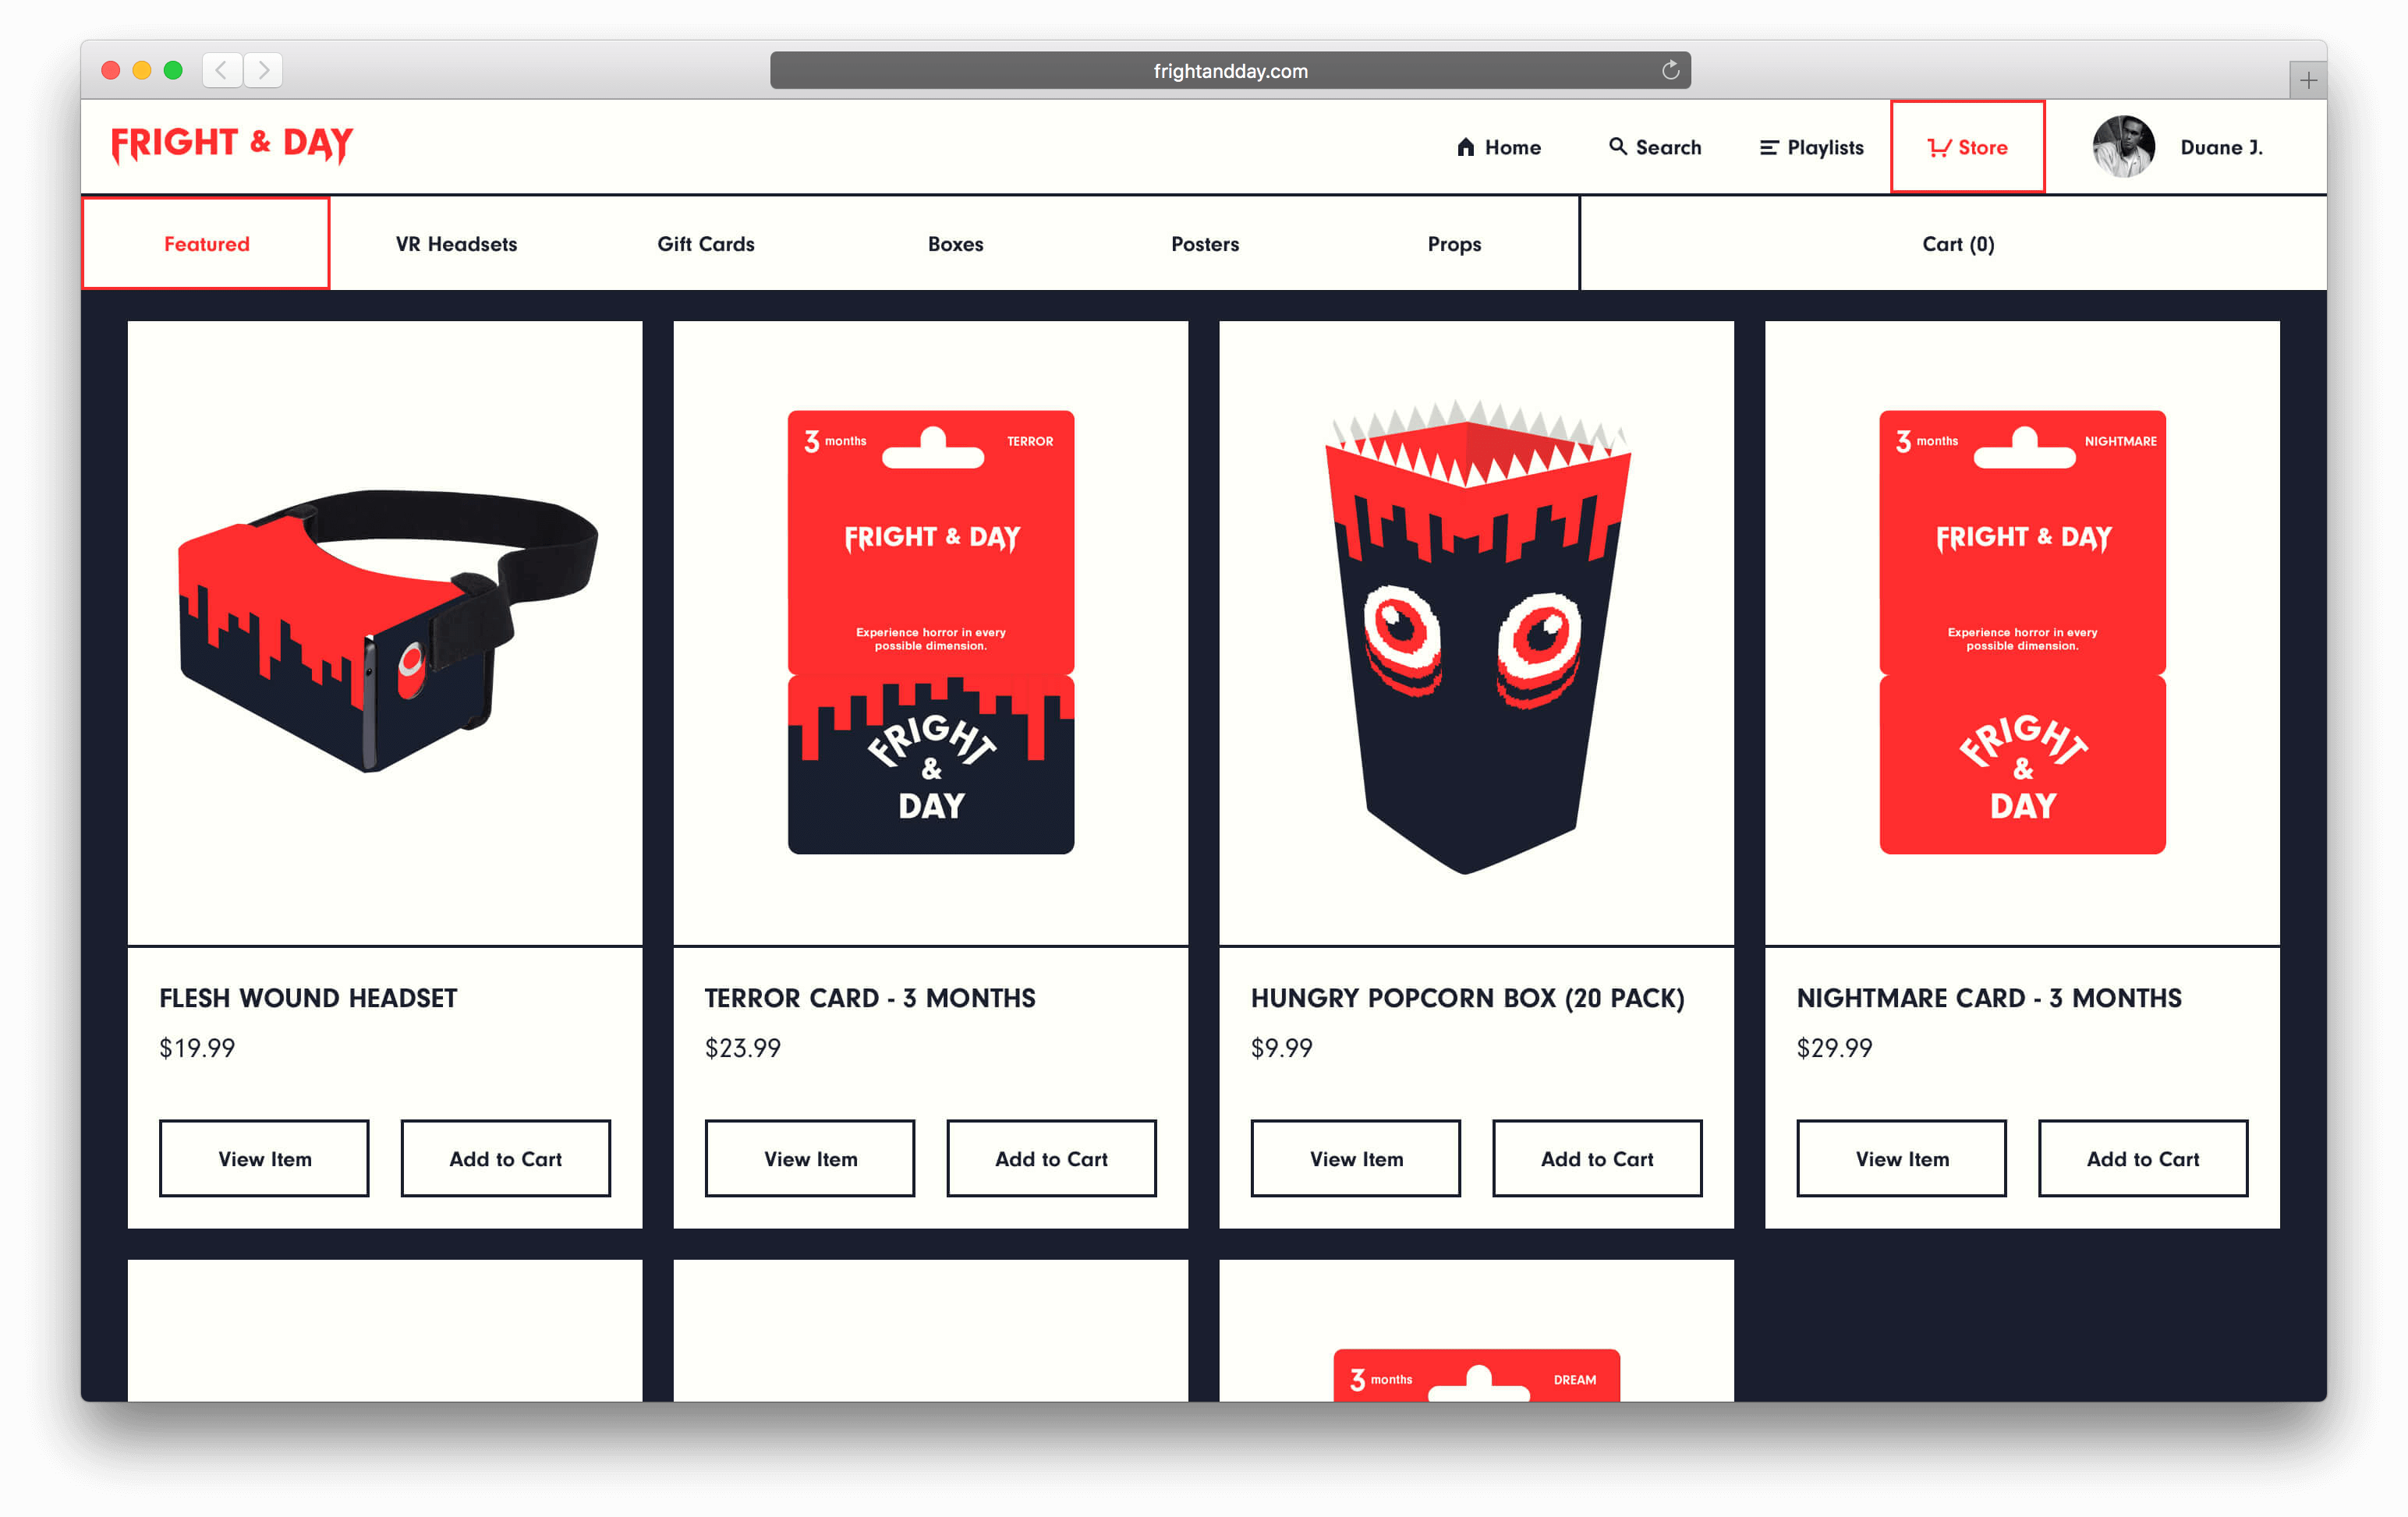 frightandday.com
FRIGHT & DAY
Home
Search
Playlists
Store
Duane J.
Featured
VR Headsets
Gift Cards
Boxes
Posters
Props
Cart (0)
3 months
TERROR
FRIGHT & DAY
Experience horror in every
possible dimension.
FRIGHT
&
DAY
3 months
NIGHTMARE
FRIGHT & DAY
Experience horror in every
possible dimension.
FRIGHT
&
DAY
FLESH WOUND HEADSET
$19.99
View Item
Add to Cart
TERROR CARD - 3 MONTHS
$23.99
View Item
Add to Cart
HUNGRY POPCORN BOX (20 PACK)
$9.99
View Item
Add to Cart
NIGHTMARE CARD - 3 MONTHS
$29.99
View Item
Add to Cart
3 months
DREAM